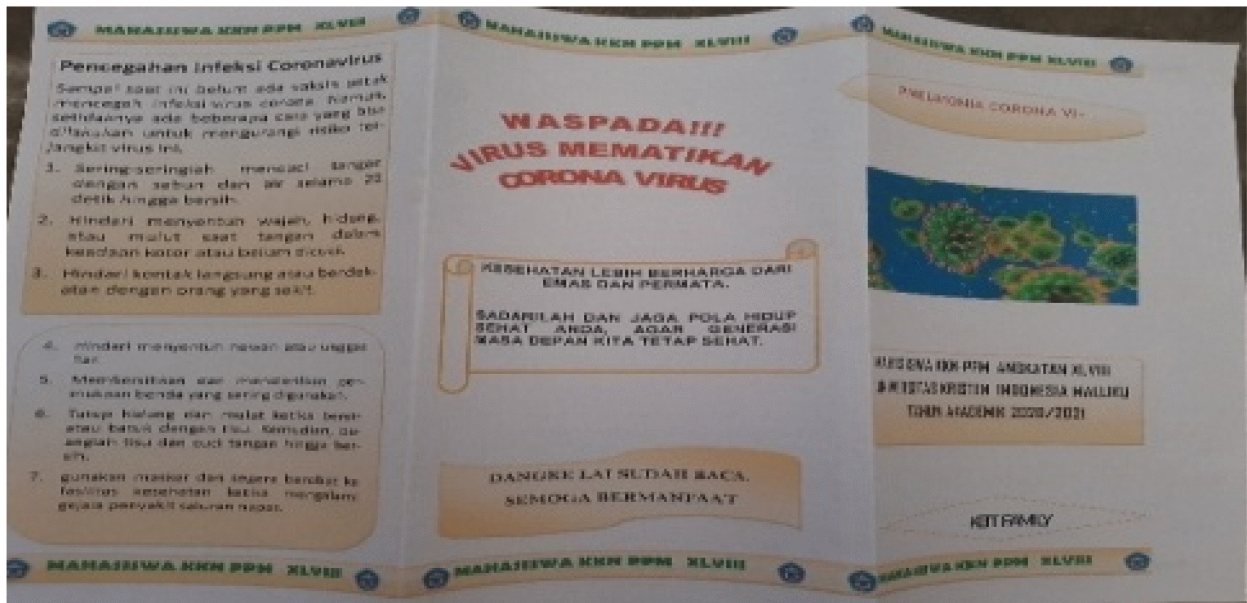 MAHASISWA KKN PPM XLVIII
Pencegahan Infeksi Coronavirus
Sampai saat ini belum ada vaksin untuk
mencegah infeksi virus corona. Namun,
setidaknya ada beberapa cara yang bisa
dilakukan untuk mengurangi risiko ter-
jangkit virus ini.
1. Sering-seringlah mencuci tangan
dengan sabun dan air selama 20
detik hingga bersih.
2. Hindari menyentuh wajah, hidung,
atau mulut saat tangan dalam
keadaan kotor atau belum dicuci.
3. Hindari kontak langsung atau berdek-
atan dengan orang yang sakit.
4. Hindari menyentuh hewan atau unggas
liar.
5. Membersihkan dan mensterilkan per-
mukaan benda yang sering digunakan.
6. Tutup hidung dan mulut ketika bersin
atau batuk dengan tisu. Kemudian, bu-
anglah tisu dan cuci tangan hingga ber-
sih.
7. gunakan masker dan segera berobat ke
fasilitas kesehatan ketika mengalami
gejala penyakit saluran napas.
MAHASISWA KKN PPM XLVIII
MAHASISWA KKN PPM XLVIII
WASPADA!!!
VIRUS MEMATIKAN
CORONA VIRUS
KESEHATAN LEBIH BERHARGA DARI
EMAS DAN PERMATA.
SADARILAH DAN JAGA POLA HIDUP
SEHAT ANDA, AGAR GENERASI
MASA DEPAN KITA TETAP SEHAT.
DANGKE LAI SUDAH BACA.
SEMOGA BERMANFAAT
MAHASISWA KKN PPM XLVIII
MAHASISWA KKN PPM XLVIII
PNEUMONIA CORONA VI-
KKN-PPM ANGKATAN XLVIII
KRISTEN INDONESIA MALUKU
TAHUN AKADEMIK 2020/2021
FAMILY
MAHASISWA KKN PPM XLVIII